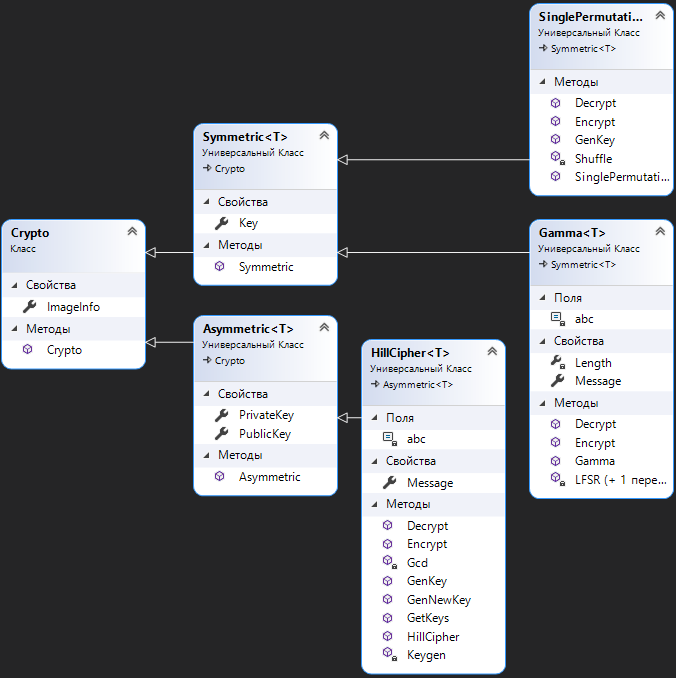 Crypto
Класс
Свойства
ImageInfo
Методы
Crypto
Symmetric<T>
Универсальный Класс
Crypto
Свойства
Key
Методы
Symmetric
Asymmetric<T>
Универсальный Класс
Crypto
Свойства
PrivateKey
PublicKey
Методы
Asymmetric
HillCipher<T>
Универсальный Класс
Asymmetric<T>
Поля
abc
Свойства
Message
Методы
Decrypt
Encrypt
Gcd
GenKey
GenNewKey
GetKeys
HillCipher
Keygen
SinglePermutati...
Универсальный Класс
Symmetric<T>
Методы
Decrypt
Encrypt
GenKey
Shuffle
SinglePermutati...
Gamma<T>
Универсальный Класс
Symmetric<T>
Поля
abc
Свойства
Length
Message
Методы
Decrypt
Encrypt
Gamma
LFSR (+ 1 пере...